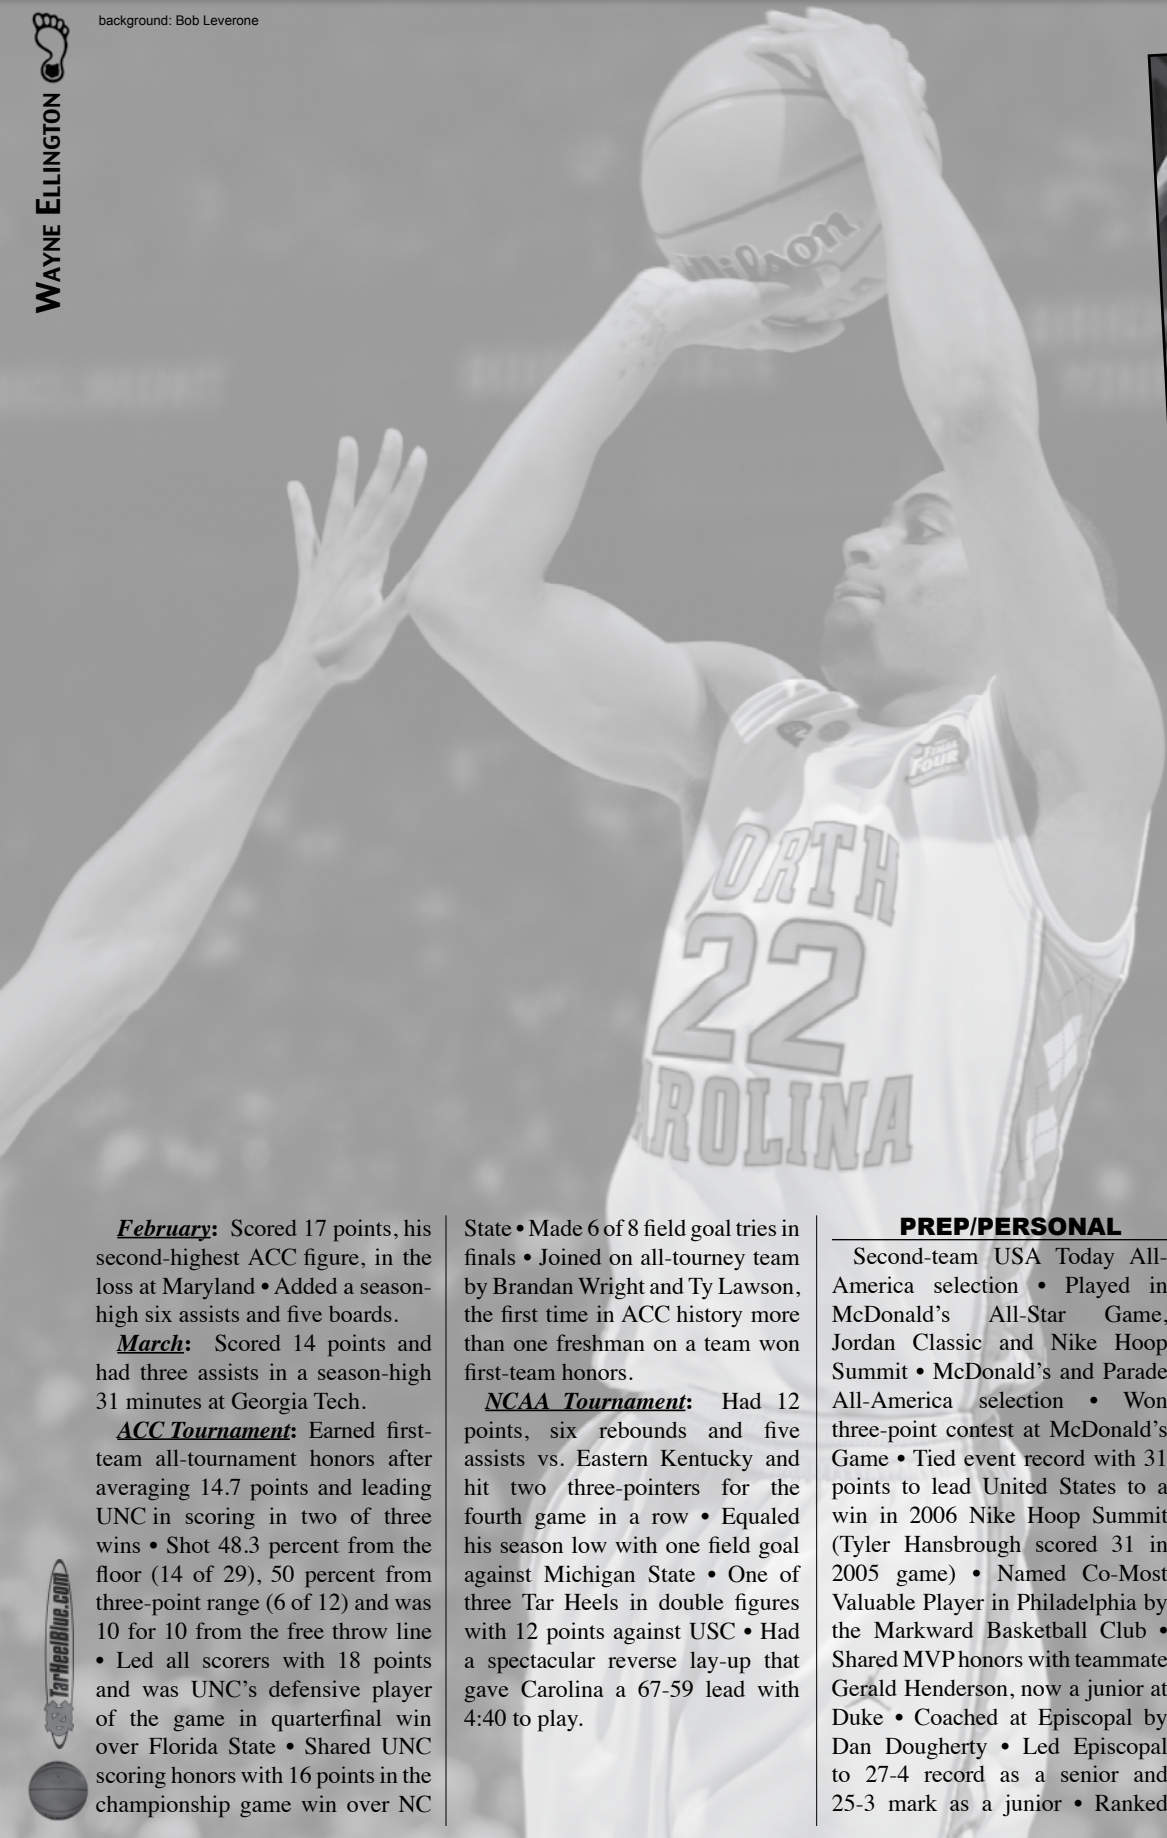 background: Bob Leverone
WAYNE ELLINGTON
Wilson
FINAL
FOUR
ORTH
22
AROLINA
February: Scored 17 points, his
second-highest ACC figure, in the
loss at Maryland • Added a season-
high six assists and five boards.
March: Scored 14 points and
had three assists in a season-high
31 minutes at Georgia Tech.
ACC Tournament: Earned first-
team all-tournament honors after
averaging 14.7 points and leading
UNC in scoring in two of three
wins • Shot 48.3 percent from the
floor (14 of 29), 50 percent from
three-point range (6 of 12) and was
10 for 10 from the free throw line
• Led all scorers with 18 points
and was UNC's defensive player
of the game in quarterfinal win
over Florida State • Shared UNC
scoring honors with 16 points in the
championship game win over NC
State • Made 6 of 8 field goal tries in
finals • Joined on all-tourney team
by Brandan Wright and Ty Lawson,
the first time in ACC history more
than one freshman on a team won
first-team honors.
NCAA Tournament: Had 12
points, six rebounds and five
assists vs. Eastern Kentucky and
hit two three-pointers for the
fourth game in a row • Equaled
his season low with one field goal
against Michigan State • One of
three Tar Heels in double figures
with 12 points against USC • Had
a spectacular reverse lay-up that
gave Carolina a 67-59 lead with
4:40 to play.
PREP/PERSONAL
Second-team USA Today All-
America selection • Played in
McDonald's All-Star Game,
Jordan Classic and Nike Hoop
Summit • McDonald's and Parade
All-America selection • Won
three-point contest at McDonald's
Game • Tied event record with 31
points to lead United States to a
win in 2006 Nike Hoop Summit
(Tyler Hansbrough scored 31 in
2005 game) • Named Co-Most
Valuable Player in Philadelphia by
the Markward Basketball Club •
Shared MVP honors with teammate
Gerald Henderson, now a junior at
Duke • Coached at Episcopal by
Dan Dougherty • Led Episcopal
to 27-4 record as a senior and
25-3 mark as a junior • Ranked
TarHeelBlue.com